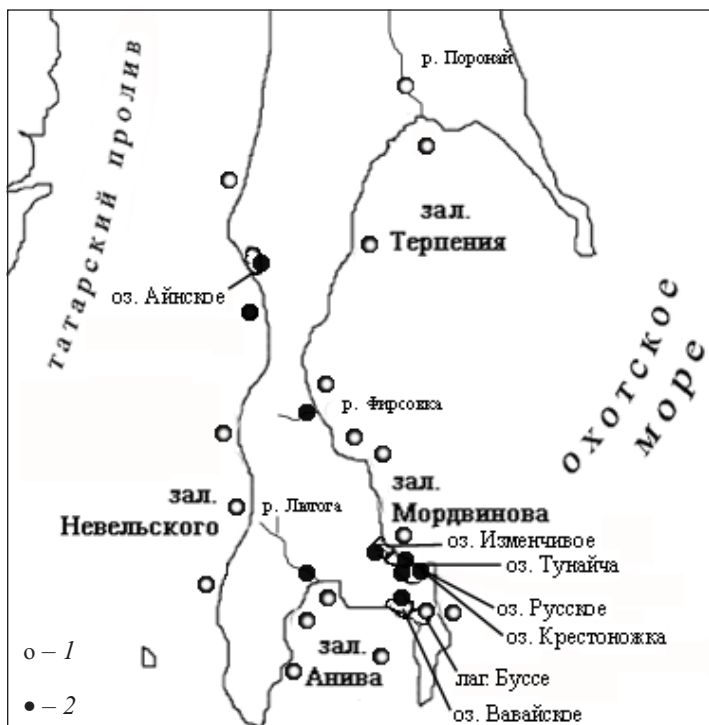 р. Поронай
татарский пролив
зал.
Терпения
оз. Айнское
охотское
море
р. Фирсовка
зал.
Мордвинова
зал.
Невельского
р. Лютога
оз. Изменчивое
оз. Тунайча
оз. Русское
оз. Крестоножка
зал.
Анива
лаг. Буссе
оз. Вавайское
о – 1
● – 2